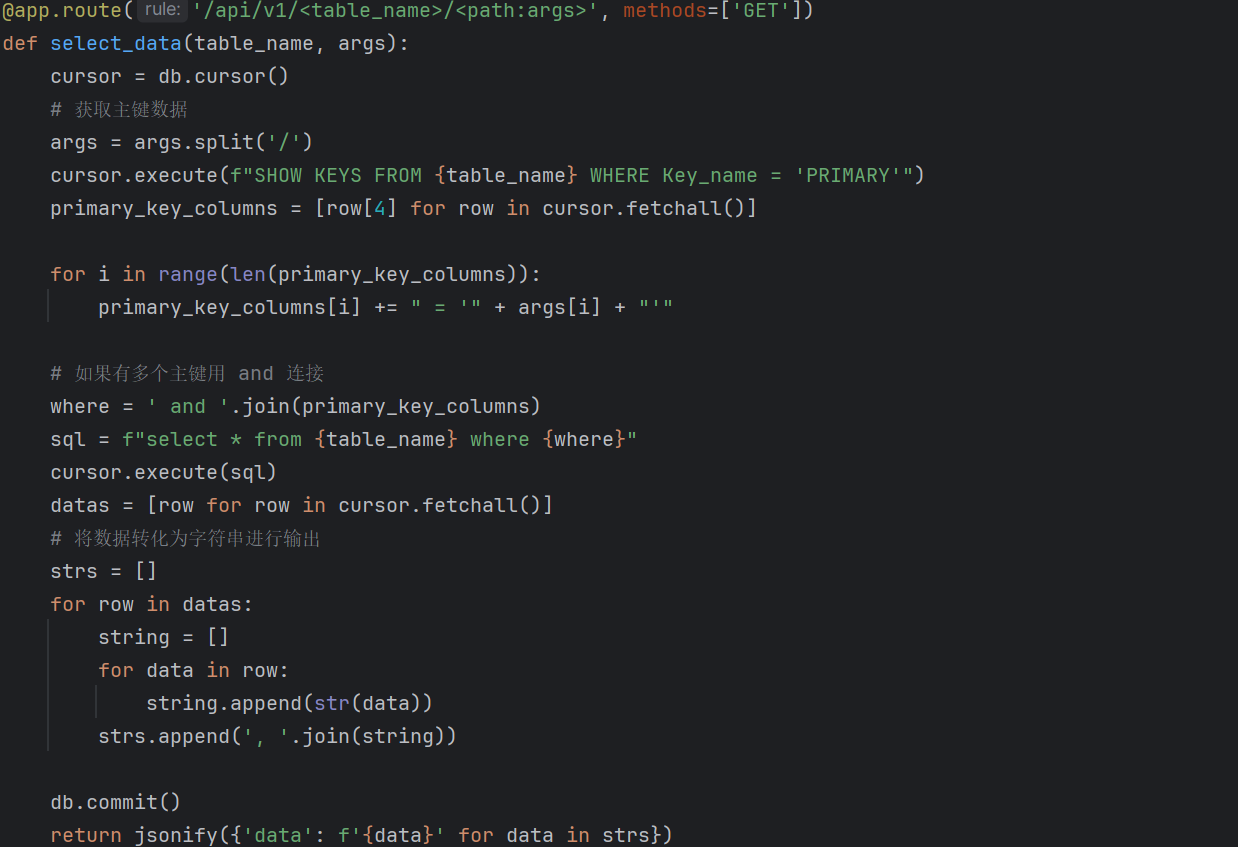 @app.route( rule: '/api/v1/<table_name>/<path:args>', methods=['GET'])
def select_data(table_name, args):
    cursor = db.cursor()
    # 获取主键数据
    args = args.split('/')
    cursor.execute(f"SHOW KEYS FROM {table_name} WHERE Key_name = 'PRIMARY'")
    primary_key_columns = [row[4] for row in cursor.fetchall()]
    for i in range(len(primary_key_columns)):
        primary_key_columns[i] += " = '" + args[i] + "'"
    # 如果有多个主键用 and 连接
    where = ' and '.join(primary_key_columns)
    sql = f"select * from {table_name} where {where}"
    cursor.execute(sql)
    datas = [row for row in cursor.fetchall()]
    # 将数据转化为字符串进行输出
    strs = []
    for row in datas:
        string = []
        for data in row:
            string.append(str(data))
        strs.append(', '.join(string))
    db.commit()
    return jsonify({'data': f'{data}' for data in strs})